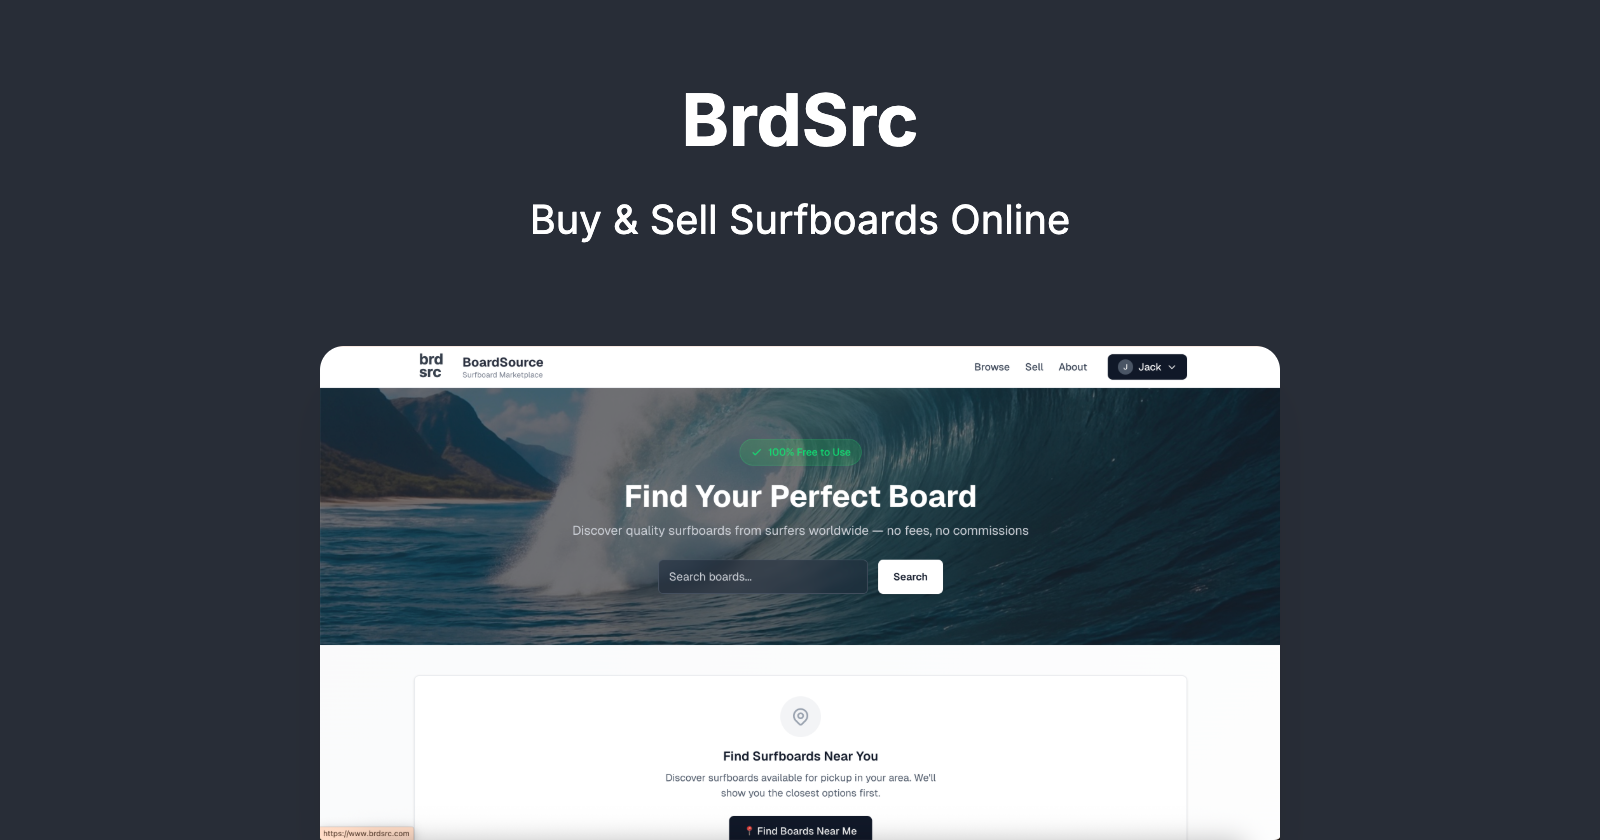 BrdSrc
Buy & Sell Surfboards Online
brd
src
BoardSource
Surfboard Marketplace
Browse
Sell
About
J
Jack
100% Free to Use
Find Your Perfect Board
Discover quality surfboards from surfers worldwide — no fees, no commissions
Search boards...
Search
Find Surfboards Near You
Discover surfboards available for pickup in your area. We'll
show you the closest options first.
📍 Find Boards Near Me
https://www.brdsrc.com